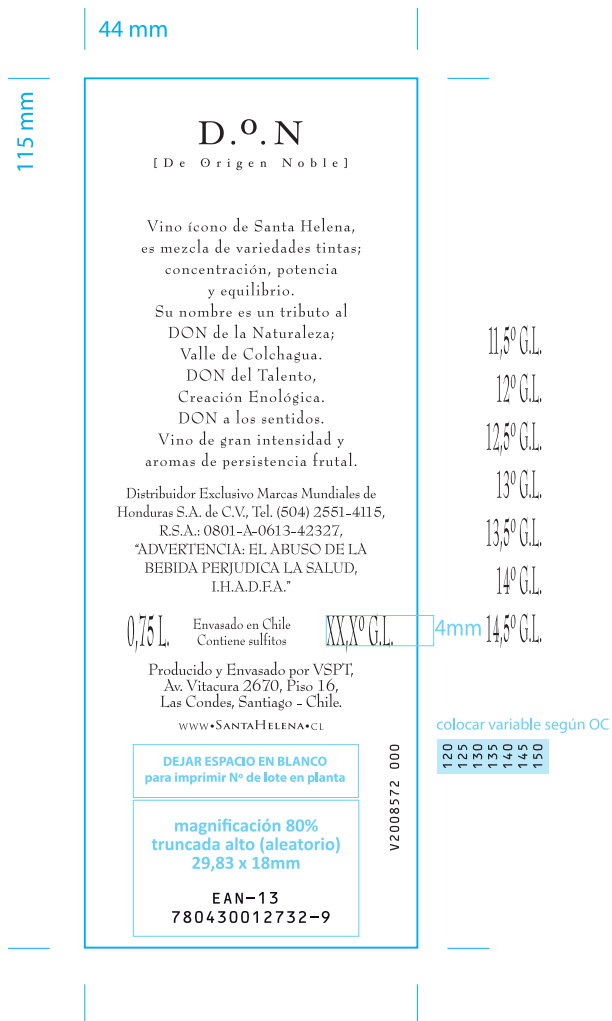 44 mm
115 mm
D.º.N
[De Origen Noble]
Vino ícono de Santa Helena,
es mezcla de variedades tintas;
concentración, potencia
y equilibrio.
Su nombre es un tributo al
DON de la Naturaleza;
Valle de Colchagua.
DON del Talento,
Creación Enológica.
DON a los sentidos.
Vino de gran intensidad y
aromas de persistencia frutal.
Distribuidor Exclusivo Marcas Mundiales de
Honduras S.A. de C.V., Tel. (504) 2551-4115,
R.S.A.: 0801-A-0613-42327,
“ADVERTENCIA: EL ABUSO DE LA
BEBIDA PERJUDICA LA SALUD,
I.H.A.D.F.A.”
0,75 L.
Envasado en Chile
Contiene sulfitos
XX,Xº G.L.
4mm
Producido y Envasado por VSPT,
Av. Vitacura 2670, Piso 16,
Las Condes, Santiago - Chile.
WWW•SANTAHELENA•CL
DEJAR ESPACIO EN BLANCO
para imprimir Nº de lote en planta
magnificación 80%
truncada alto (aleatorio)
29,83 x 18mm
EAN-13
780430012732-9
V2008572 000
11,5º G.L.
12º G.L.
12,5º G.L.
13º G.L.
13,5º G.L.
14º G.L.
14,5º G.L.
colocar variable según OC
120
125
130
135
140
145
150